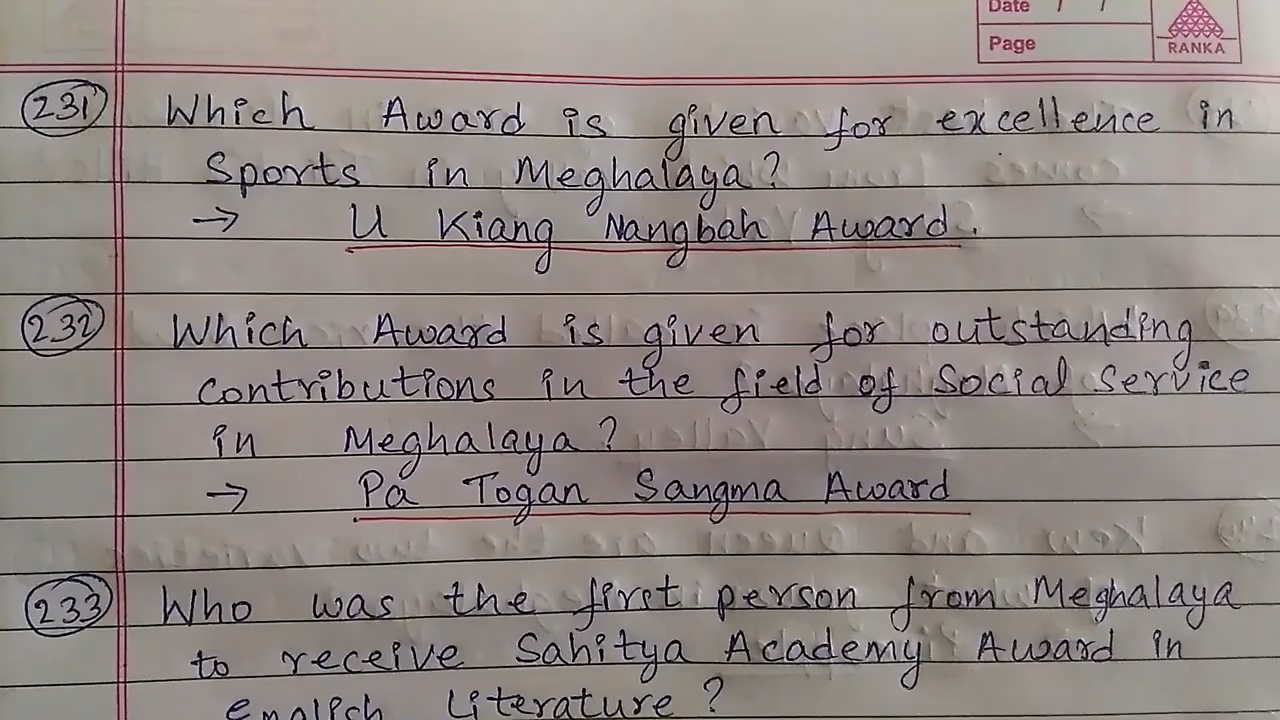 Date / /
Page
RANKA
231 Which Award is given for excellence in
Sports in Meghalaya?
→ U Kiang Nangbah Award.
232 Which Award is given for outstanding
contributions in the field of Social Service
in Meghalaya?
→ Pa Togan Sangma Award
233 Who was the first person from Meghalaya
to receive Sahitya Academy Award in
english Literature?